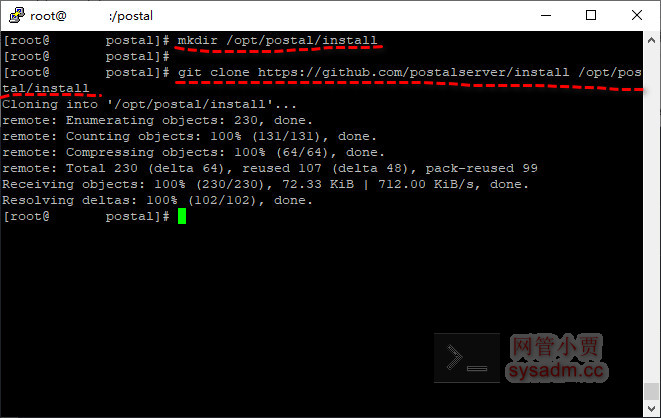 root@ :/postal
[root@ postal]# mkdir /opt/postal/install
[root@ postal]#
[root@ postal]# git clone https://github.com/postalserver/install /opt/pos
tal/install
Cloning into '/opt/postal/install'...
remote: Enumerating objects: 230, done.
remote: Counting objects: 100% (131/131), done.
remote: Compressing objects: 100% (64/64), done.
remote: Total 230 (delta 64), reused 107 (delta 48), pack-reused 99
Receiving objects: 100% (230/230), 72.33 KiB | 712.00 KiB/s, done.
Resolving deltas: 100% (102/102), done.
[root@ postal]#
>_
网管小贾
sysadm.cc